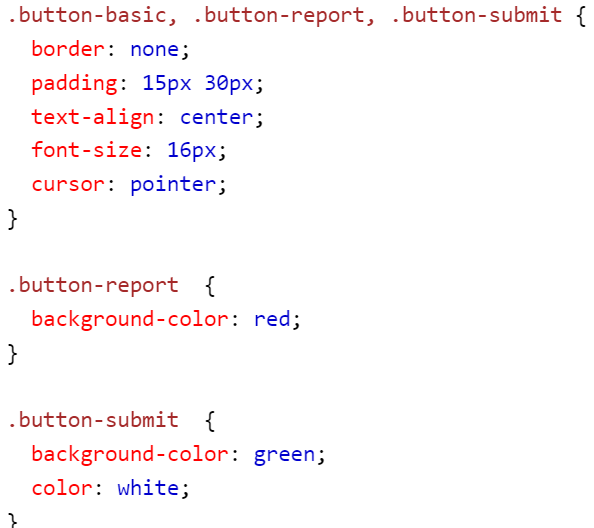 .button-basic, .button-report, .button-submit {
  border: none;
  padding: 15px 30px;
  text-align: center;
  font-size: 16px;
  cursor: pointer;
}

.button-report  {
  background-color: red;
}

.button-submit  {
  background-color: green;
  color: white;
}